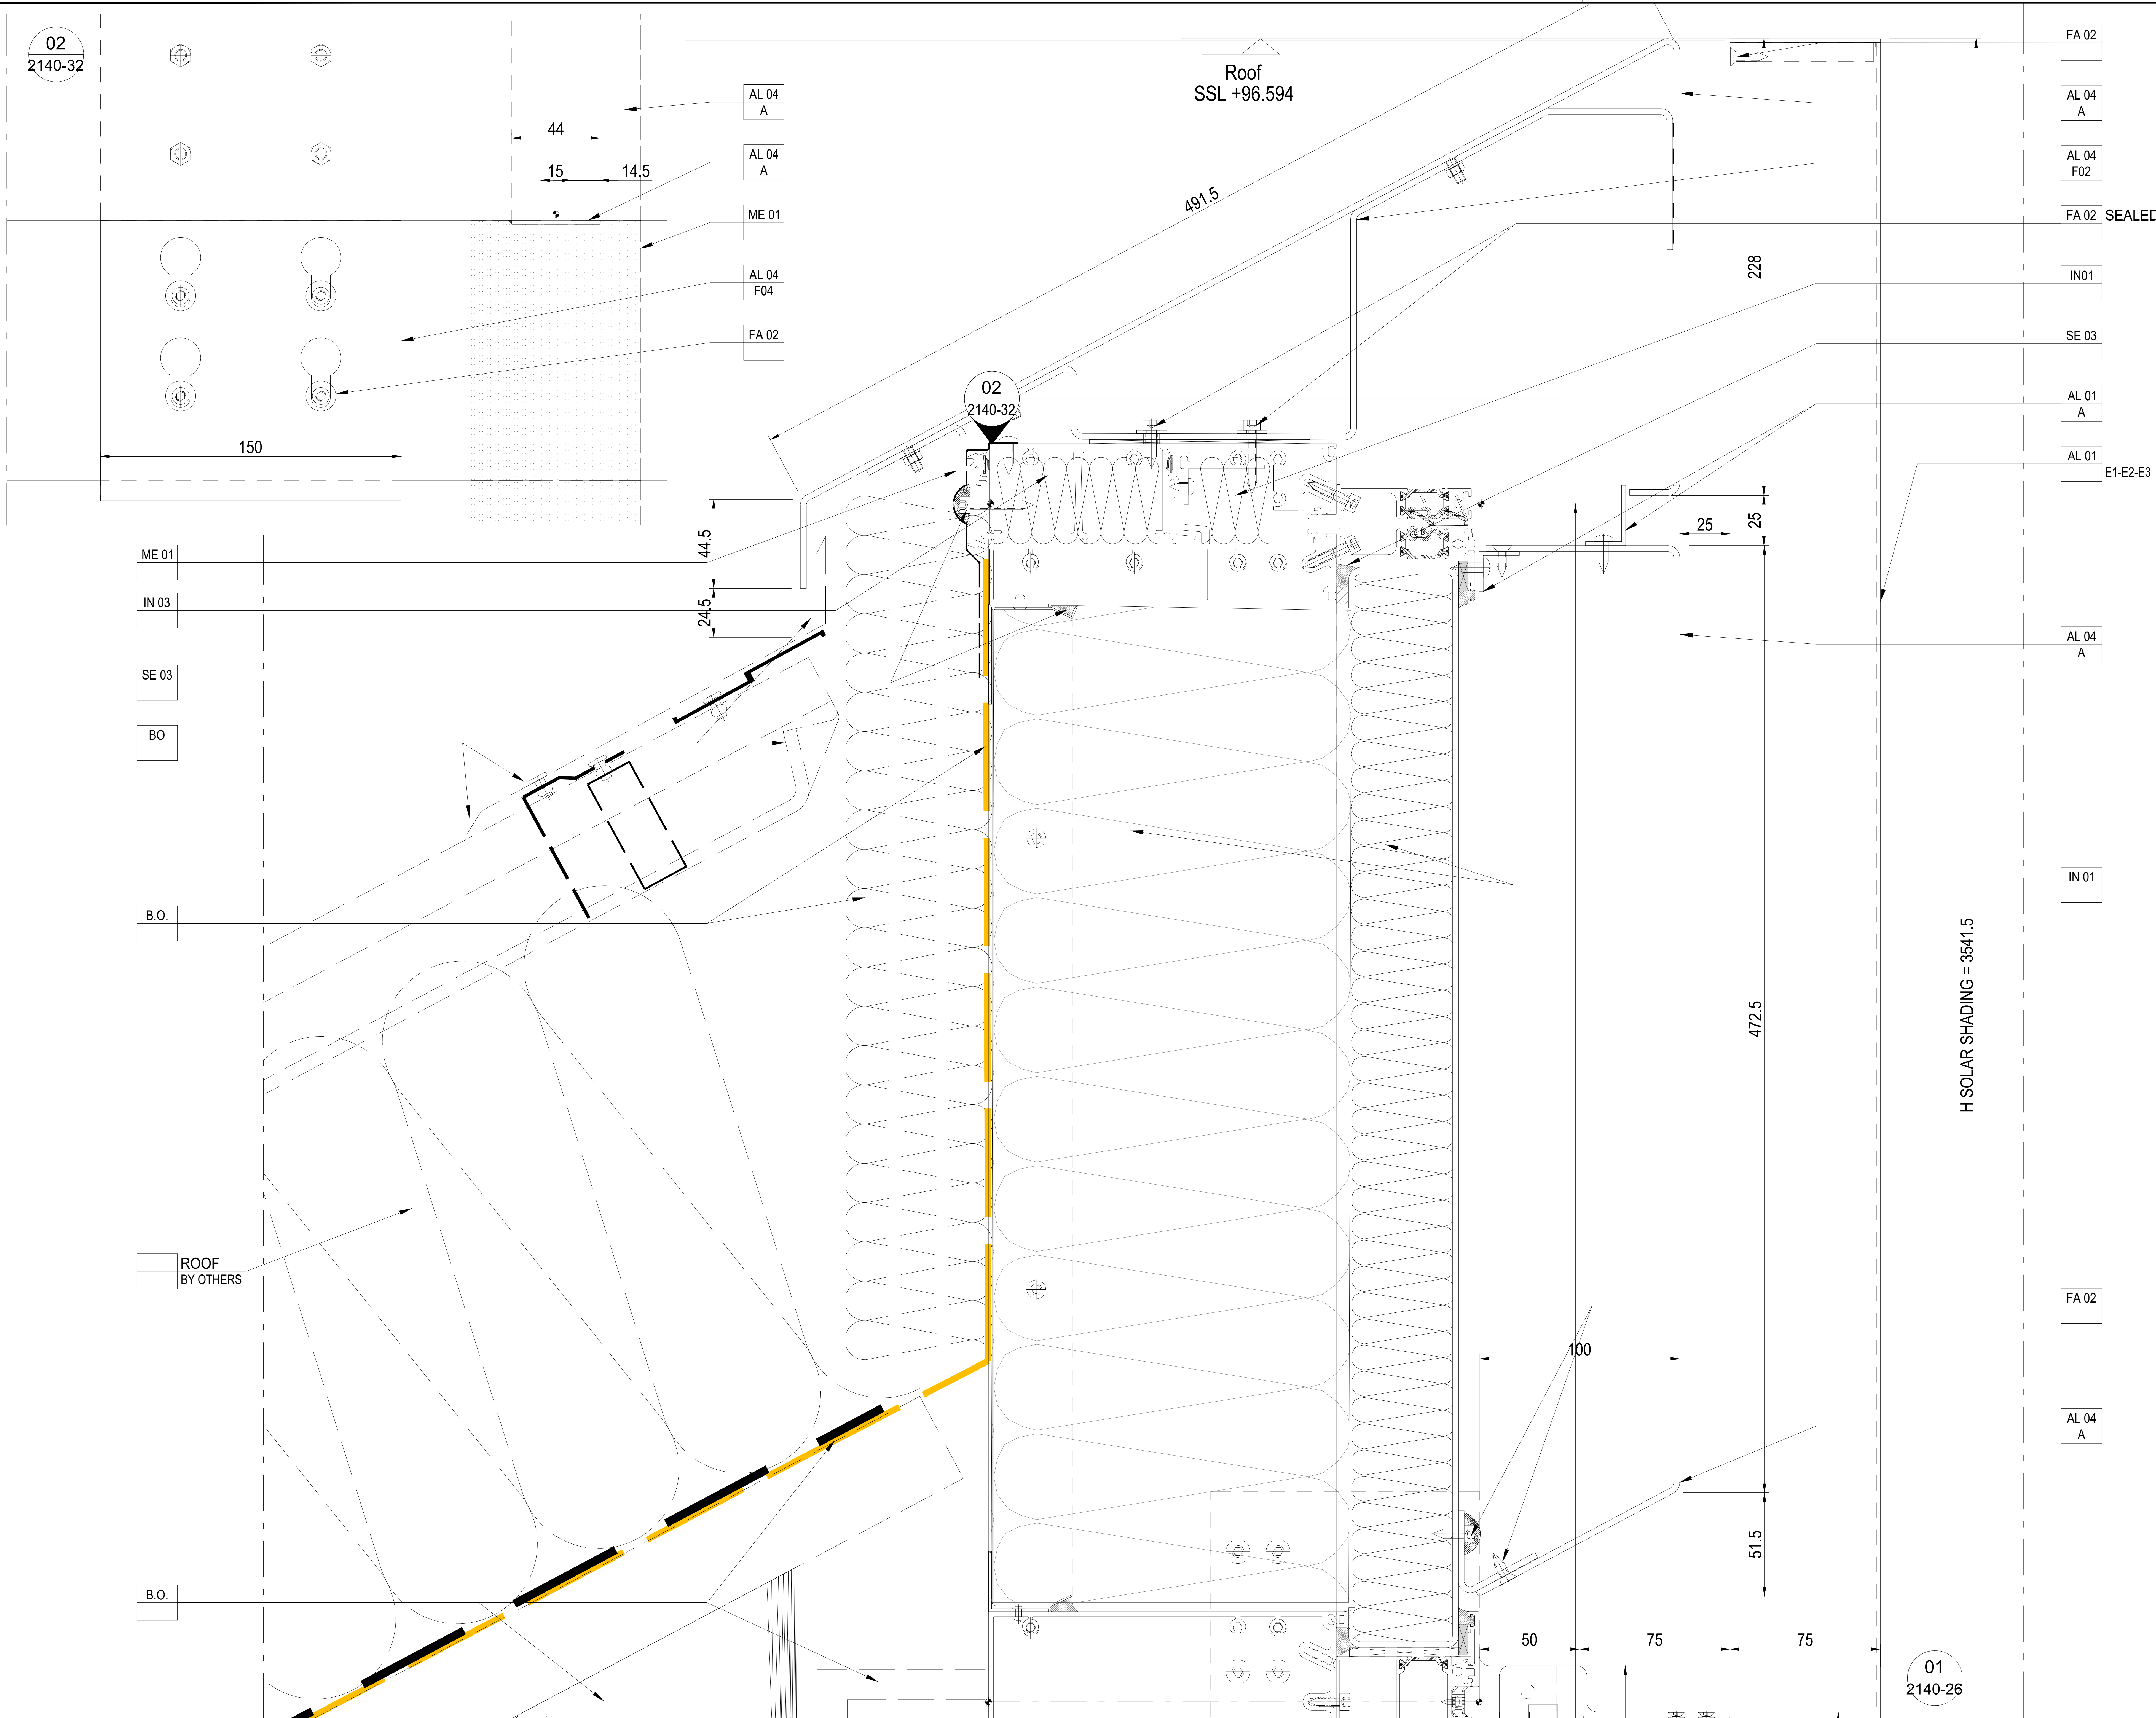 02
2140-32
AL 04
A
44
15
14.5
AL 04
A
ME 01
AL 04
F04
FA 02
150
Roof
SSL +96.594
491.5
02
2140-32
44.5
24.5
ME 01
IN 03
SE 03
BO
B.O.
ROOF
BY OTHERS
B.O.
FA 02
AL 04
A
AL 04
F02
FA 02 SEALED
228
IN01
SE 03
AL 01
A
AL 01
E1-E2-E3
25
25
AL 04
A
IN 01
H SOLAR SHADING = 3541.5
472.5
FA 02
100
AL 04
A
51.5
50
75
75
01
2140-26